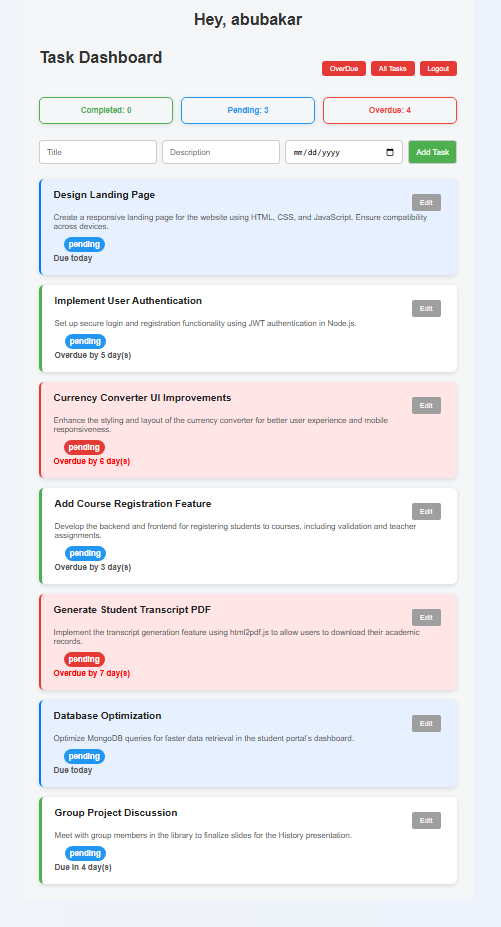 Hey, abubakar
Task Dashboard
OverDue
All Tasks
Logout
Completed: 0
Pending: 3
Overdue: 4
Title
Description
mm/dd/yyyy
Add Task
Design Landing Page
Edit
Create a responsive landing page for the website using HTML, CSS, and JavaScript. Ensure compatibility
across devices.
pending
Due today
Implement User Authentication
Edit
Set up secure login and registration functionality using JWT authentication in Node.js.
pending
Overdue by 5 day(s)
Currency Converter UI Improvements
Edit
Enhance the styling and layout of the currency converter for better user experience and mobile
responsiveness.
pending
Overdue by 6 day(s)
Add Course Registration Feature
Edit
Develop the backend and frontend for registering students to courses, including validation and teacher
assignments.
pending
Overdue by 3 day(s)
Generate Student Transcript PDF
Edit
Implement the transcript generation feature using html2pdf.js to allow users to download their academic
records.
pending
Overdue by 7 day(s)
Database Optimization
Edit
Optimize MongoDB queries for faster data retrieval in the student portal's dashboard.
pending
Due today
Group Project Discussion
Edit
Meet with group members in the library to finalize slides for the History presentation.
pending
Due in 4 day(s)